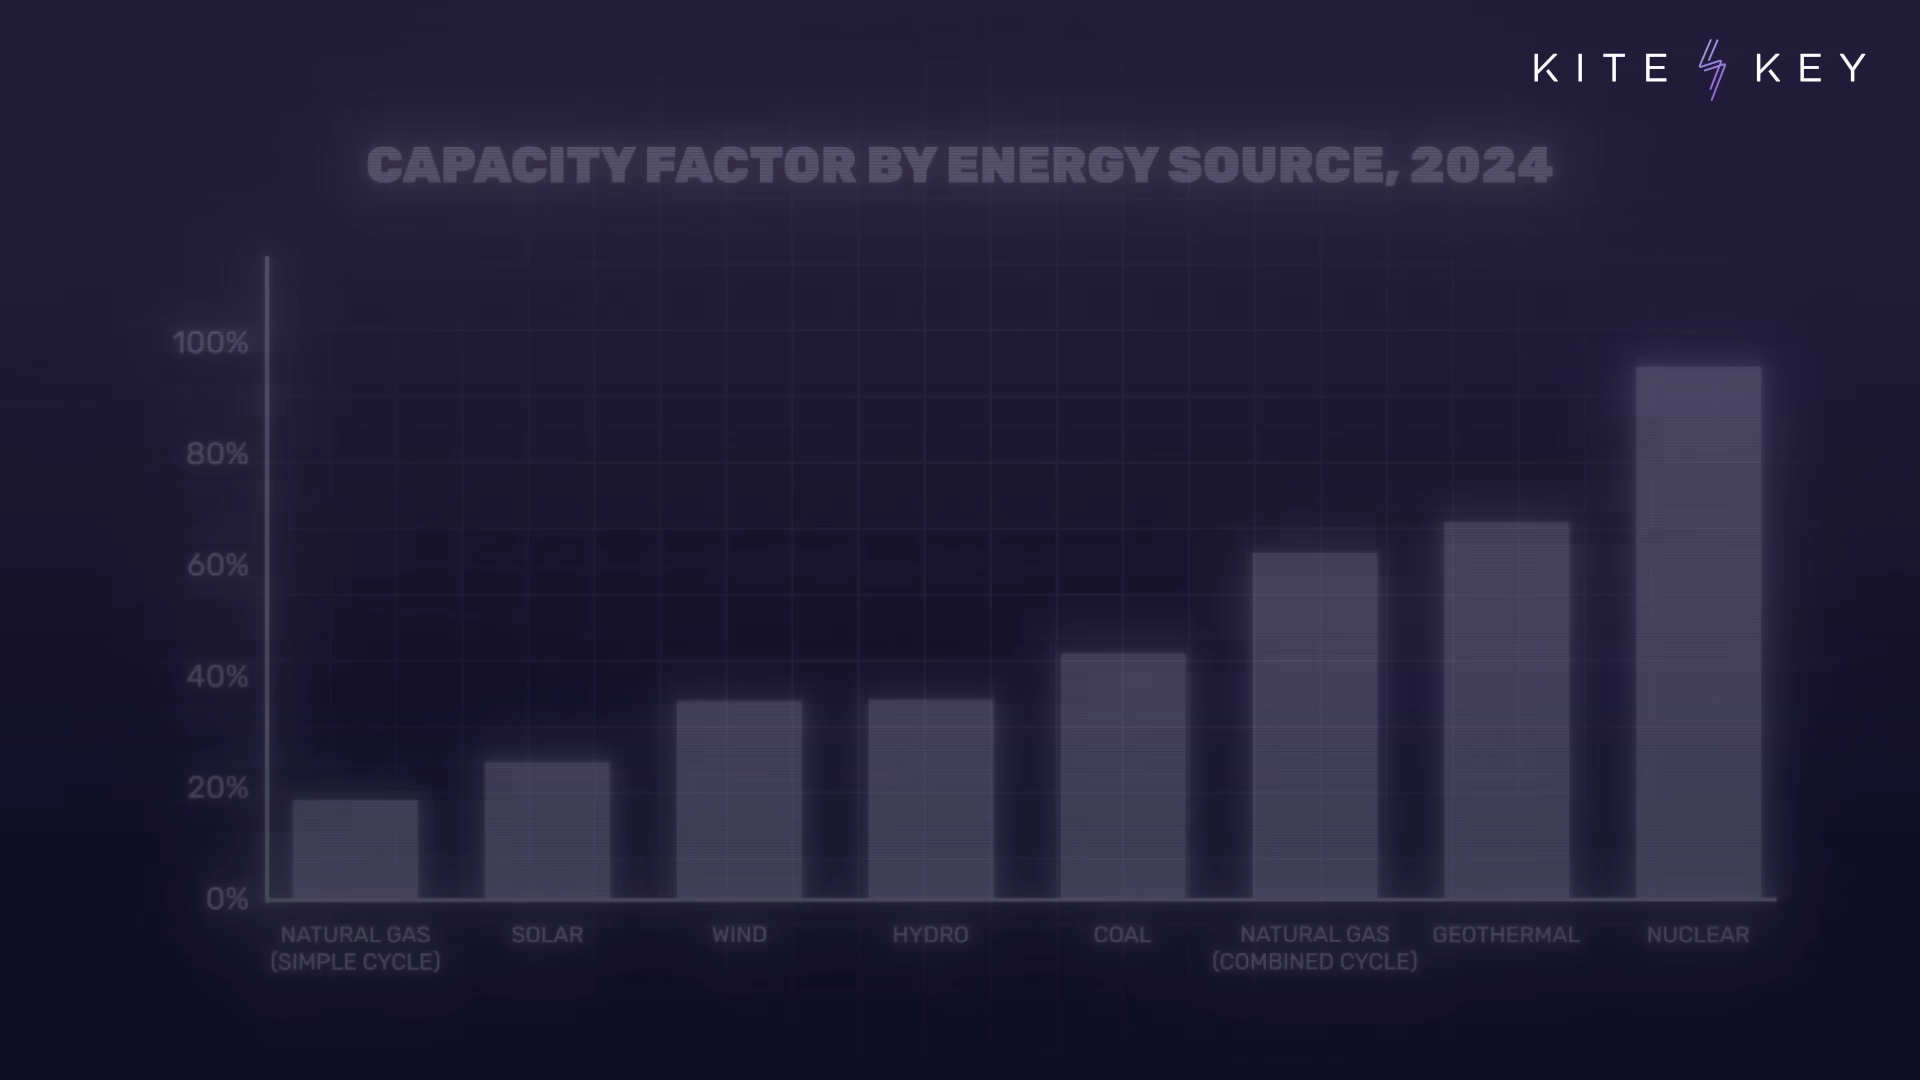 KITE KEY
CAPACITY FACTOR BY ENERGY SOURCE, 2024
100%
80%
60%
40%
20%
0%
NATURAL GAS
(SIMPLE CYCLE)
SOLAR
WIND
HYDRO
COAL
NATURAL GAS
(COMBINED CYCLE)
GEOTHERMAL
NUCLEAR